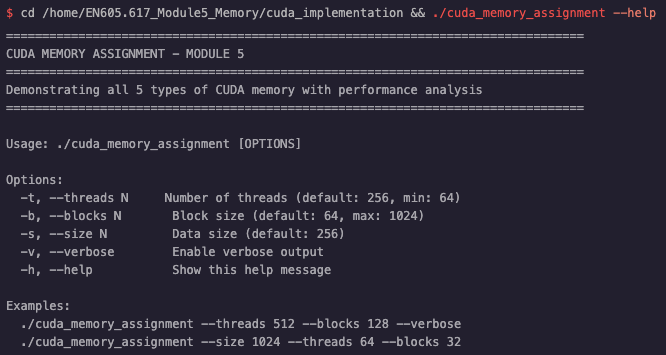 $ cd /home/EN605.617_Module5_Memory/cuda_implementation && ./cuda_memory_assignment --help
================================================================================
CUDA MEMORY ASSIGNMENT - MODULE 5
================================================================================
Demonstrating all 5 types of CUDA memory with performance analysis
================================================================================

Usage: ./cuda_memory_assignment [OPTIONS]

Options:
  -t, --threads N     Number of threads (default: 256, min: 64)
  -b, --blocks N       Block size (default: 64, max: 1024)
  -s, --size N         Data size (default: 256)
  -v, --verbose        Enable verbose output
  -h, --help           Show this help message

Examples:
  ./cuda_memory_assignment --threads 512 --blocks 128 --verbose
  ./cuda_memory_assignment --size 1024 --threads 64 --blocks 32